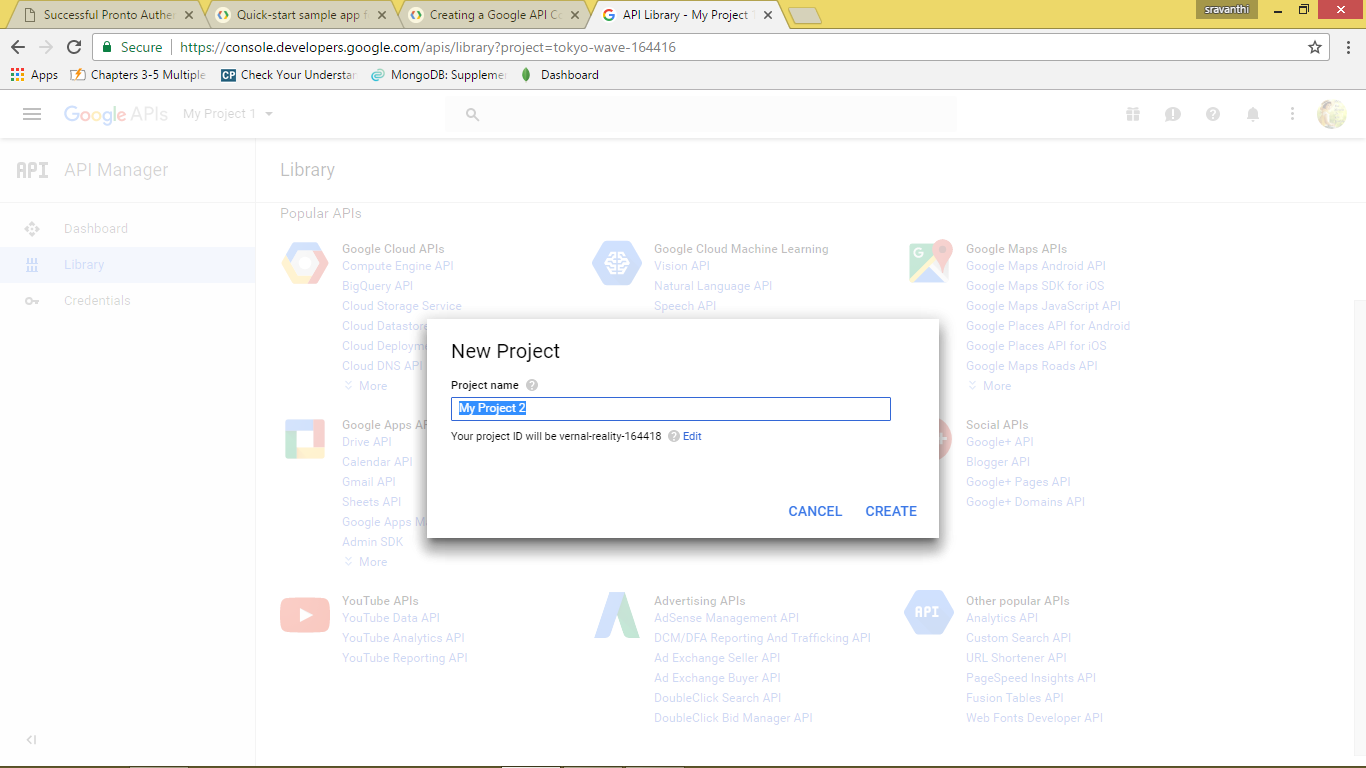 Successful Pronto Auther
Quick-start sample app f
Creating a Google API Co
API Library - My Project
sravanthi
Secure
https://console.developers.google.com/apis/library?project=tokyo-wave-164416
Apps
Chapters 3-5 Multiple
CP Check Your Understan
MongoDB: Supplemen
Dashboard
Google APIs
My Project 1
API API Manager
Library
Dashboard
Library
Credentials
Popular APIs
Google Cloud APIs
Compute Engine API
BigQuery API
Cloud Storage Service
Cloud Datastore
Cloud Deployme
Cloud DNS API
More
Google Cloud Machine Learning
Vision API
Natural Language API
Speech API
Google Maps APIs
Google Maps Android API
Google Maps SDK for iOS
Google Maps JavaScript API
Google Places API for Android
Google Places API for iOS
Google Maps Roads API
More
New Project
Project name
My Project 2
Your project ID will be vernal-reality-164418 Edit
CANCEL CREATE
Google Apps AP
Drive API
Calendar API
Gmail API
Sheets API
Google Apps M
Admin SDK
More
Social APIs
Google+ API
Blogger API
Google+ Pages API
Google+ Domains API
YouTube APIs
YouTube Data API
YouTube Analytics API
YouTube Reporting API
Advertising APIs
AdSense Management API
DCM/DFA Reporting And Trafficking API
Ad Exchange Seller API
Ad Exchange Buyer API
DoubleClick Search API
DoubleClick Bid Manager API
API
Other popular APIs
Analytics API
Custom Search API
URL Shortener API
PageSpeed Insights API
Fusion Tables API
Web Fonts Developer API